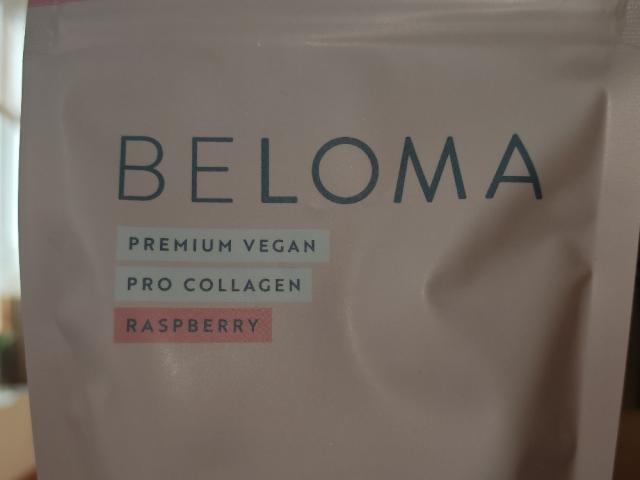 BELOMA
PREMIUM VEGAN
PRO COLLAGEN
RASPBERRY